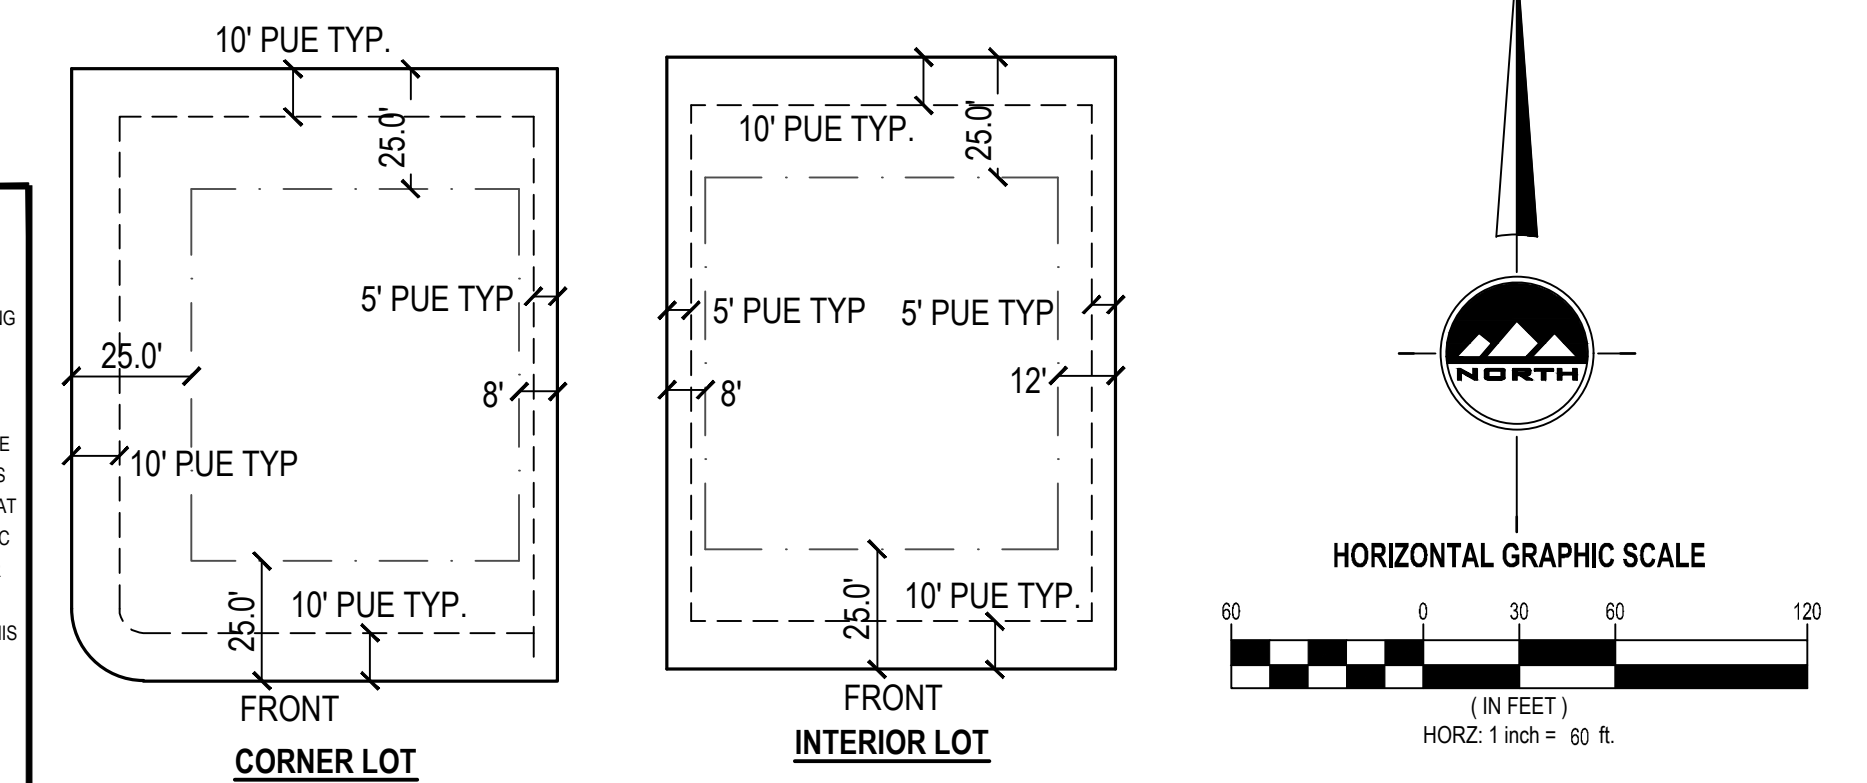 10' PUE TYP.
25.0'
5' PUE TYP
25.0'
8'
10' PUE TYP
25.0'
10' PUE TYP.
FRONT
CORNER LOT
10' PUE TYP.
25.0'
5' PUE TYP
5' PUE TYP
8'
12'
25.0'
10' PUE TYP.
FRONT
INTERIOR LOT
NORTH
HORIZONTAL GRAPHIC SCALE
60 0 30 60 120
( IN FEET )
HORZ: 1 inch = 60 ft.